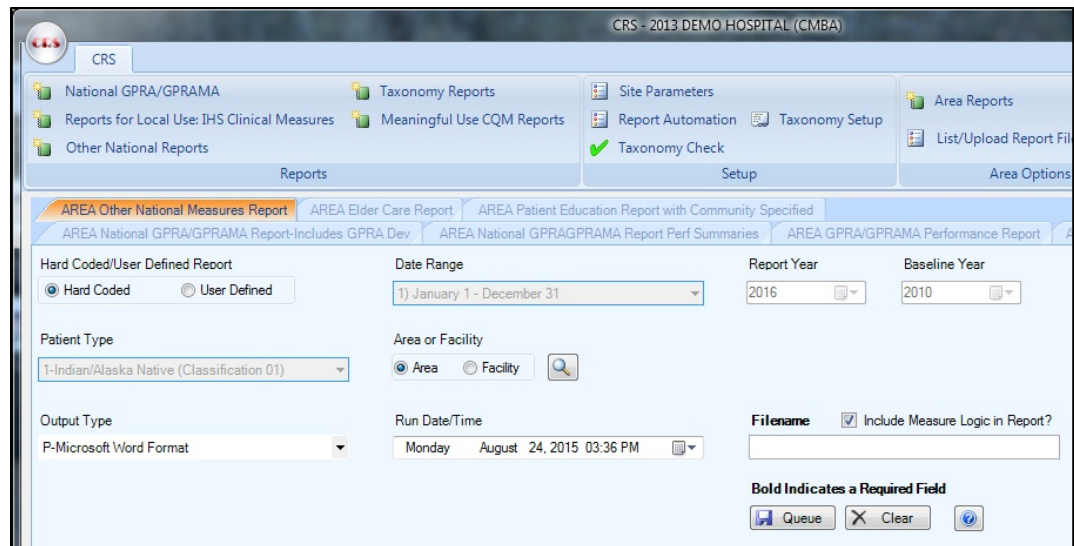 CRS - 2013 DEMO HOSPITAL (CMBA)
CRS
CRS
National GPRA/GPRAMA
Taxonomy Reports
Site Parameters
Area Reports
Reports for Local Use: IHS Clinical Measures
Meaningful Use CQM Reports
Report Automation
Taxonomy Setup
List/Upload Report Fil
Other National Reports
Taxonomy Check
Reports
Setup
Area Options
AREA Other National Measures Report
AREA Elder Care Report
AREA Patient Education Report with Community Specified
AREA National GPRA/GPRAMA Report-Includes GPRA Dev
AREA National GPRAGPRAMA Report Perf Summaries
AREA GPRA/GPRAMA Performance Report
A
Hard Coded/User Defined Report
Date Range
Report Year
Baseline Year
Hard Coded
User Defined
1) January 1 - December 31
2016
2010
Patient Type
Area or Facility
1-Indian/Alaska Native (Classification 01)
Area
Facility
Output Type
Run Date/Time
Filename
Include Measure Logic in Report?
P-Microsoft Word Format
Monday August 24, 2015 03:36 PM
Bold Indicates a Required Field
Queue
Clear